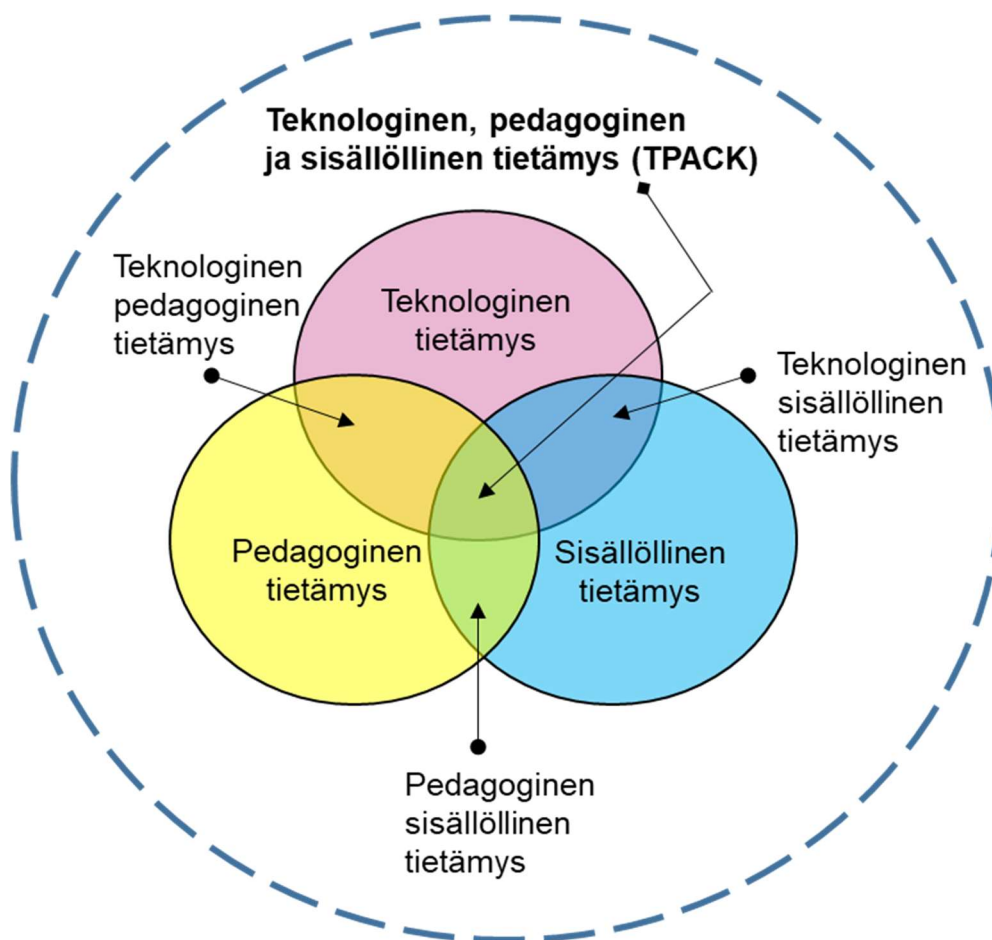 Teknologinen, pedagoginen
ja sisällöllinen tietämys (TPACK)
Teknologinen
pedagoginen
tietämys
Teknologinen
tietämys
Teknologinen
sisällöllinen
tietämys
Pedagoginen
tietämys
Sisällöllinen
tietämys
Pedagoginen
sisällöllinen
tietämys